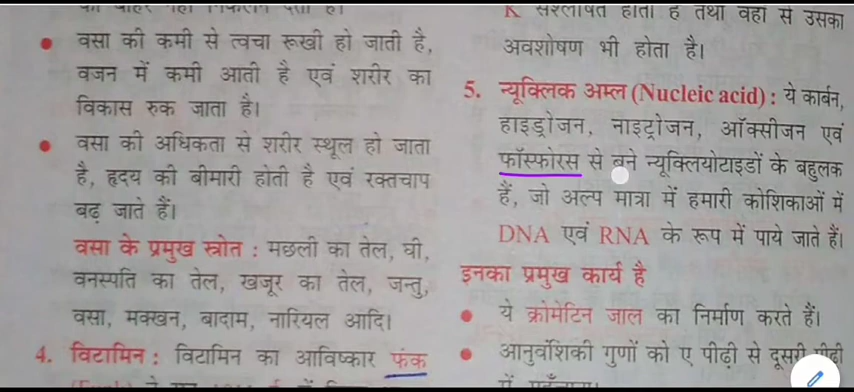 ● वसा की कमी से त्वचा रूखी हो जाती है,
वजन में कमी आती है एवं शरीर का
विकास रुक जाता है।
● वसा की अधिकता से शरीर स्थूल हो जाता
है, हृदय की बीमारी होती है एवं रक्तचाप
बढ़ जाते हैं।
वसा के प्रमुख स्त्रोत : मछली का तेल, घी,
वनस्पति का तेल, खजूर का तेल, जन्तु,
वसा, मक्खन, बादाम, नारियल आदि।
4. विटामिन : विटामिन का आविष्कार फंक
K संश्लेषित होता है तथा वहाँ से उसका
अवशोषण भी होता है।
5. न्यूक्लिक अम्ल (Nucleic acid) : ये कार्बन,
हाइड्रोजन, नाइट्रोजन, ऑक्सीजन एवं
फॉस्फोरस से बने न्यूक्लियोटाइडों के बहुलक
हैं, जो अल्प मात्रा में हमारी कोशिकाओं में
DNA एवं RNA के रूप में पाये जाते हैं।
इनका प्रमुख कार्य है
● ये क्रोमेटिन जाल का निर्माण करते हैं।
● आनुवंशिकी गुणों को ए पीढ़ी से दूसरी पीढ़ी